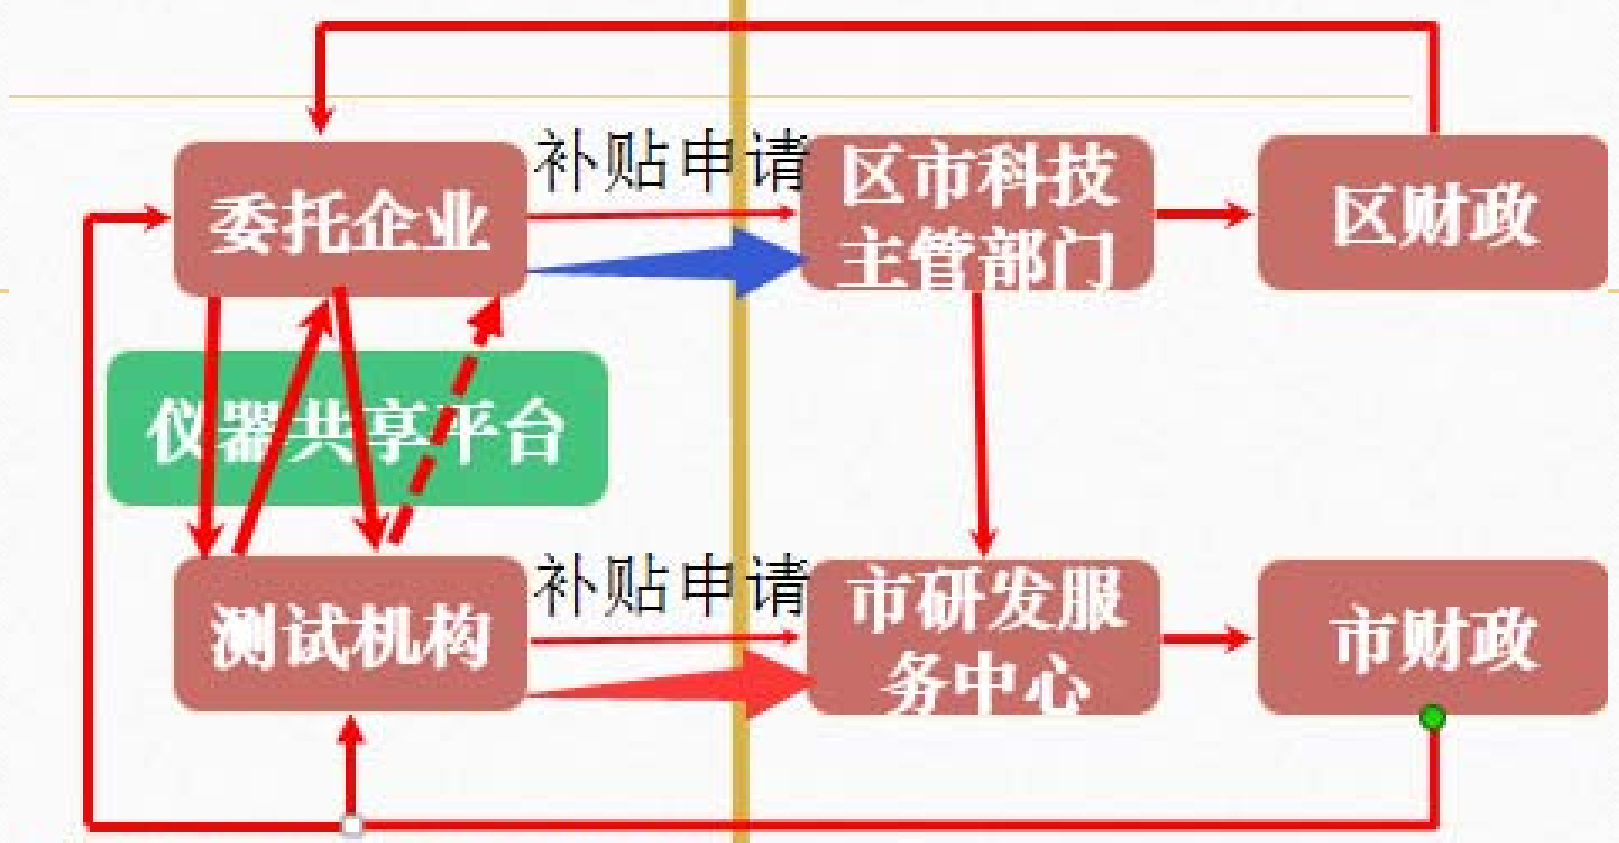 补贴申请
委托企业
区市科技
主管部门
区财政
仪器共享平台
补贴申请
测试机构
市研发服
务中心
市财政